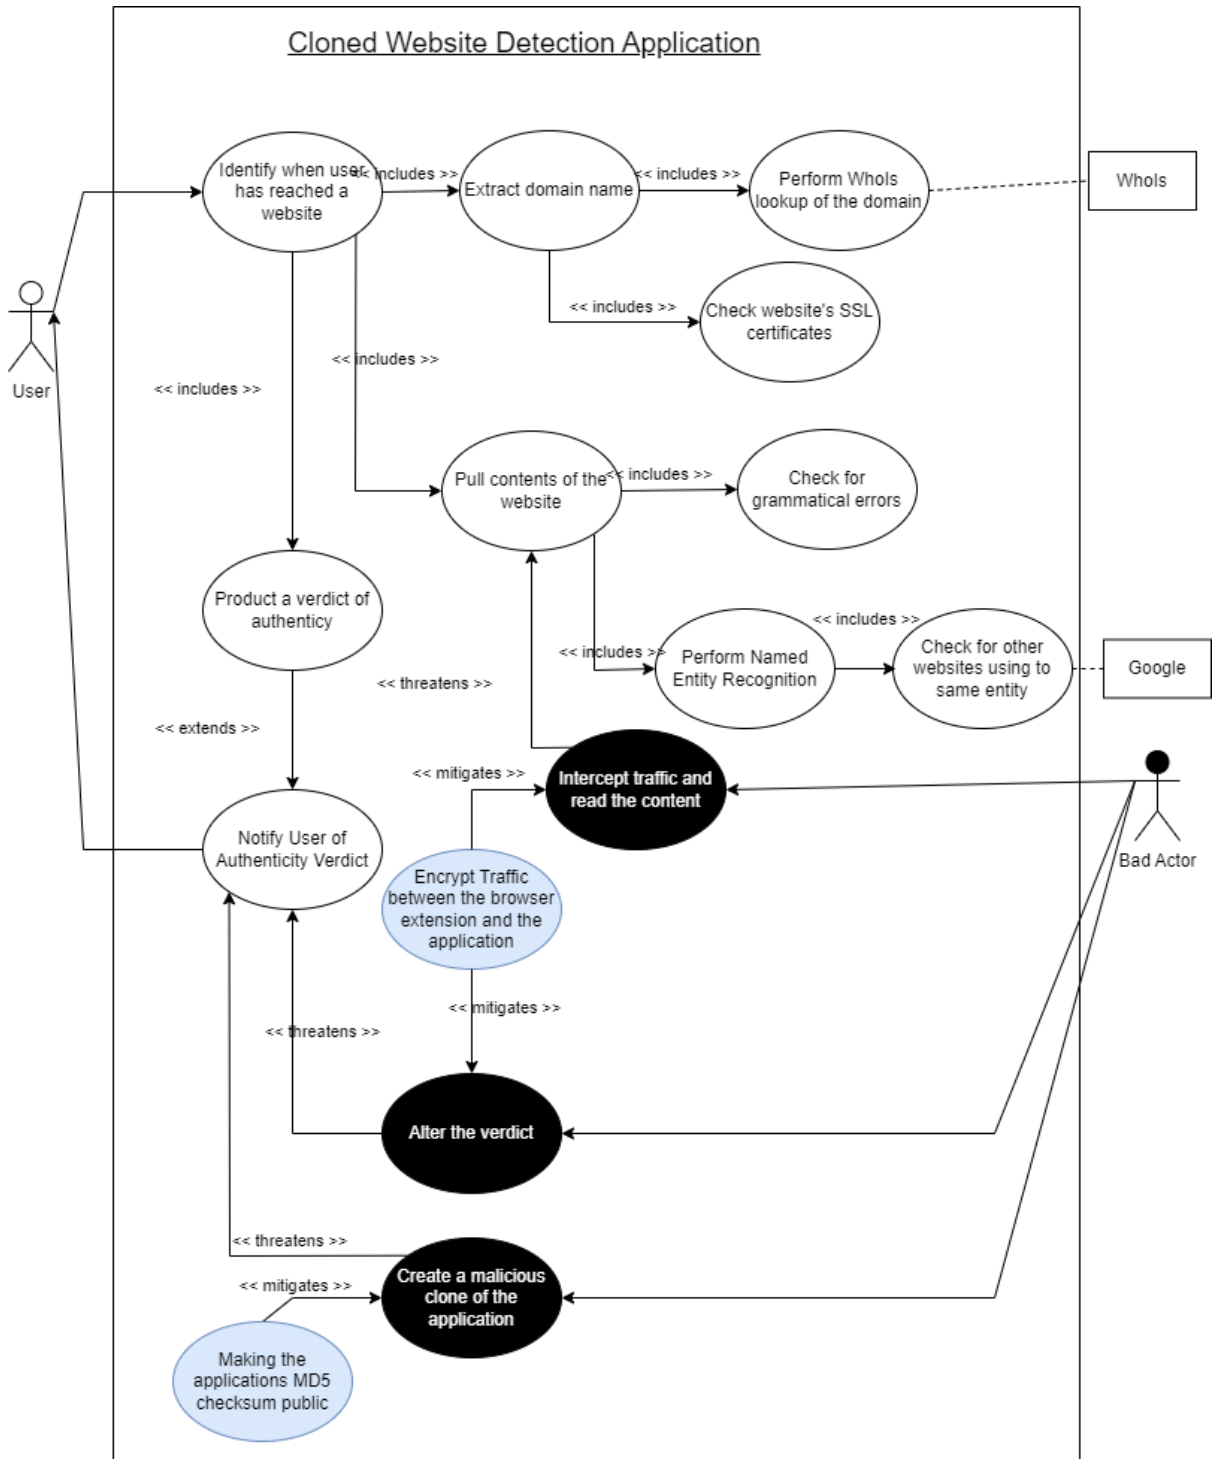 Cloned Website Detection Application
Identify when user
has reached a
website
<< includes >>
Extract domain name
<< includes >>
Perform WhoIs
lookup of the domain
WhoIs
<< includes >>
Check website's SSL
certificates
User
<< includes >>
<< includes >>
Pull contents of the
website
<< includes >>
Check for
grammatical errors
Product a verdict of
authenticy
<< includes >>
Perform Named
Entity Recognition
<< includes >>
Check for other
websites using to
same entity
Google
<< threatens >>
<< extends >>
<< mitigates >>
Intercept traffic and
read the content
Bad Actor
Notify User of
Authenticity Verdict
Encrypt Traffic
between the browser
extension and the
application
<< mitigates >>
<< threatens >>
Alter the verdict
<< threatens >>
<< mitigates >>
Create a malicious
clone of the
application
Making the
applications MD5
checksum public